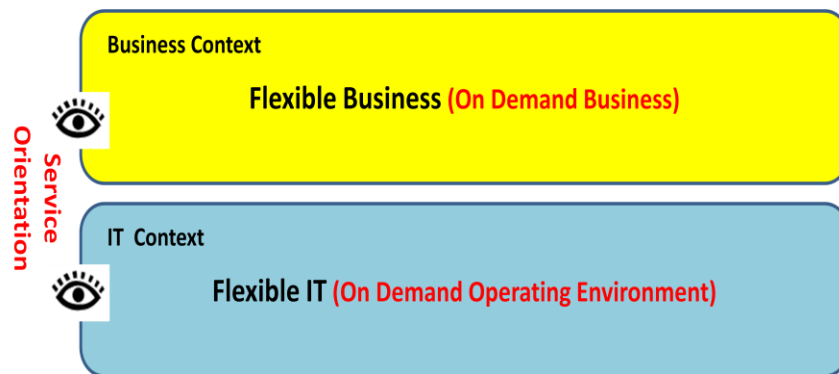 Business Context
Flexible Business (On Demand Business)
Service
Orientation
IT Context
Flexible IT (On Demand Operating Environment)